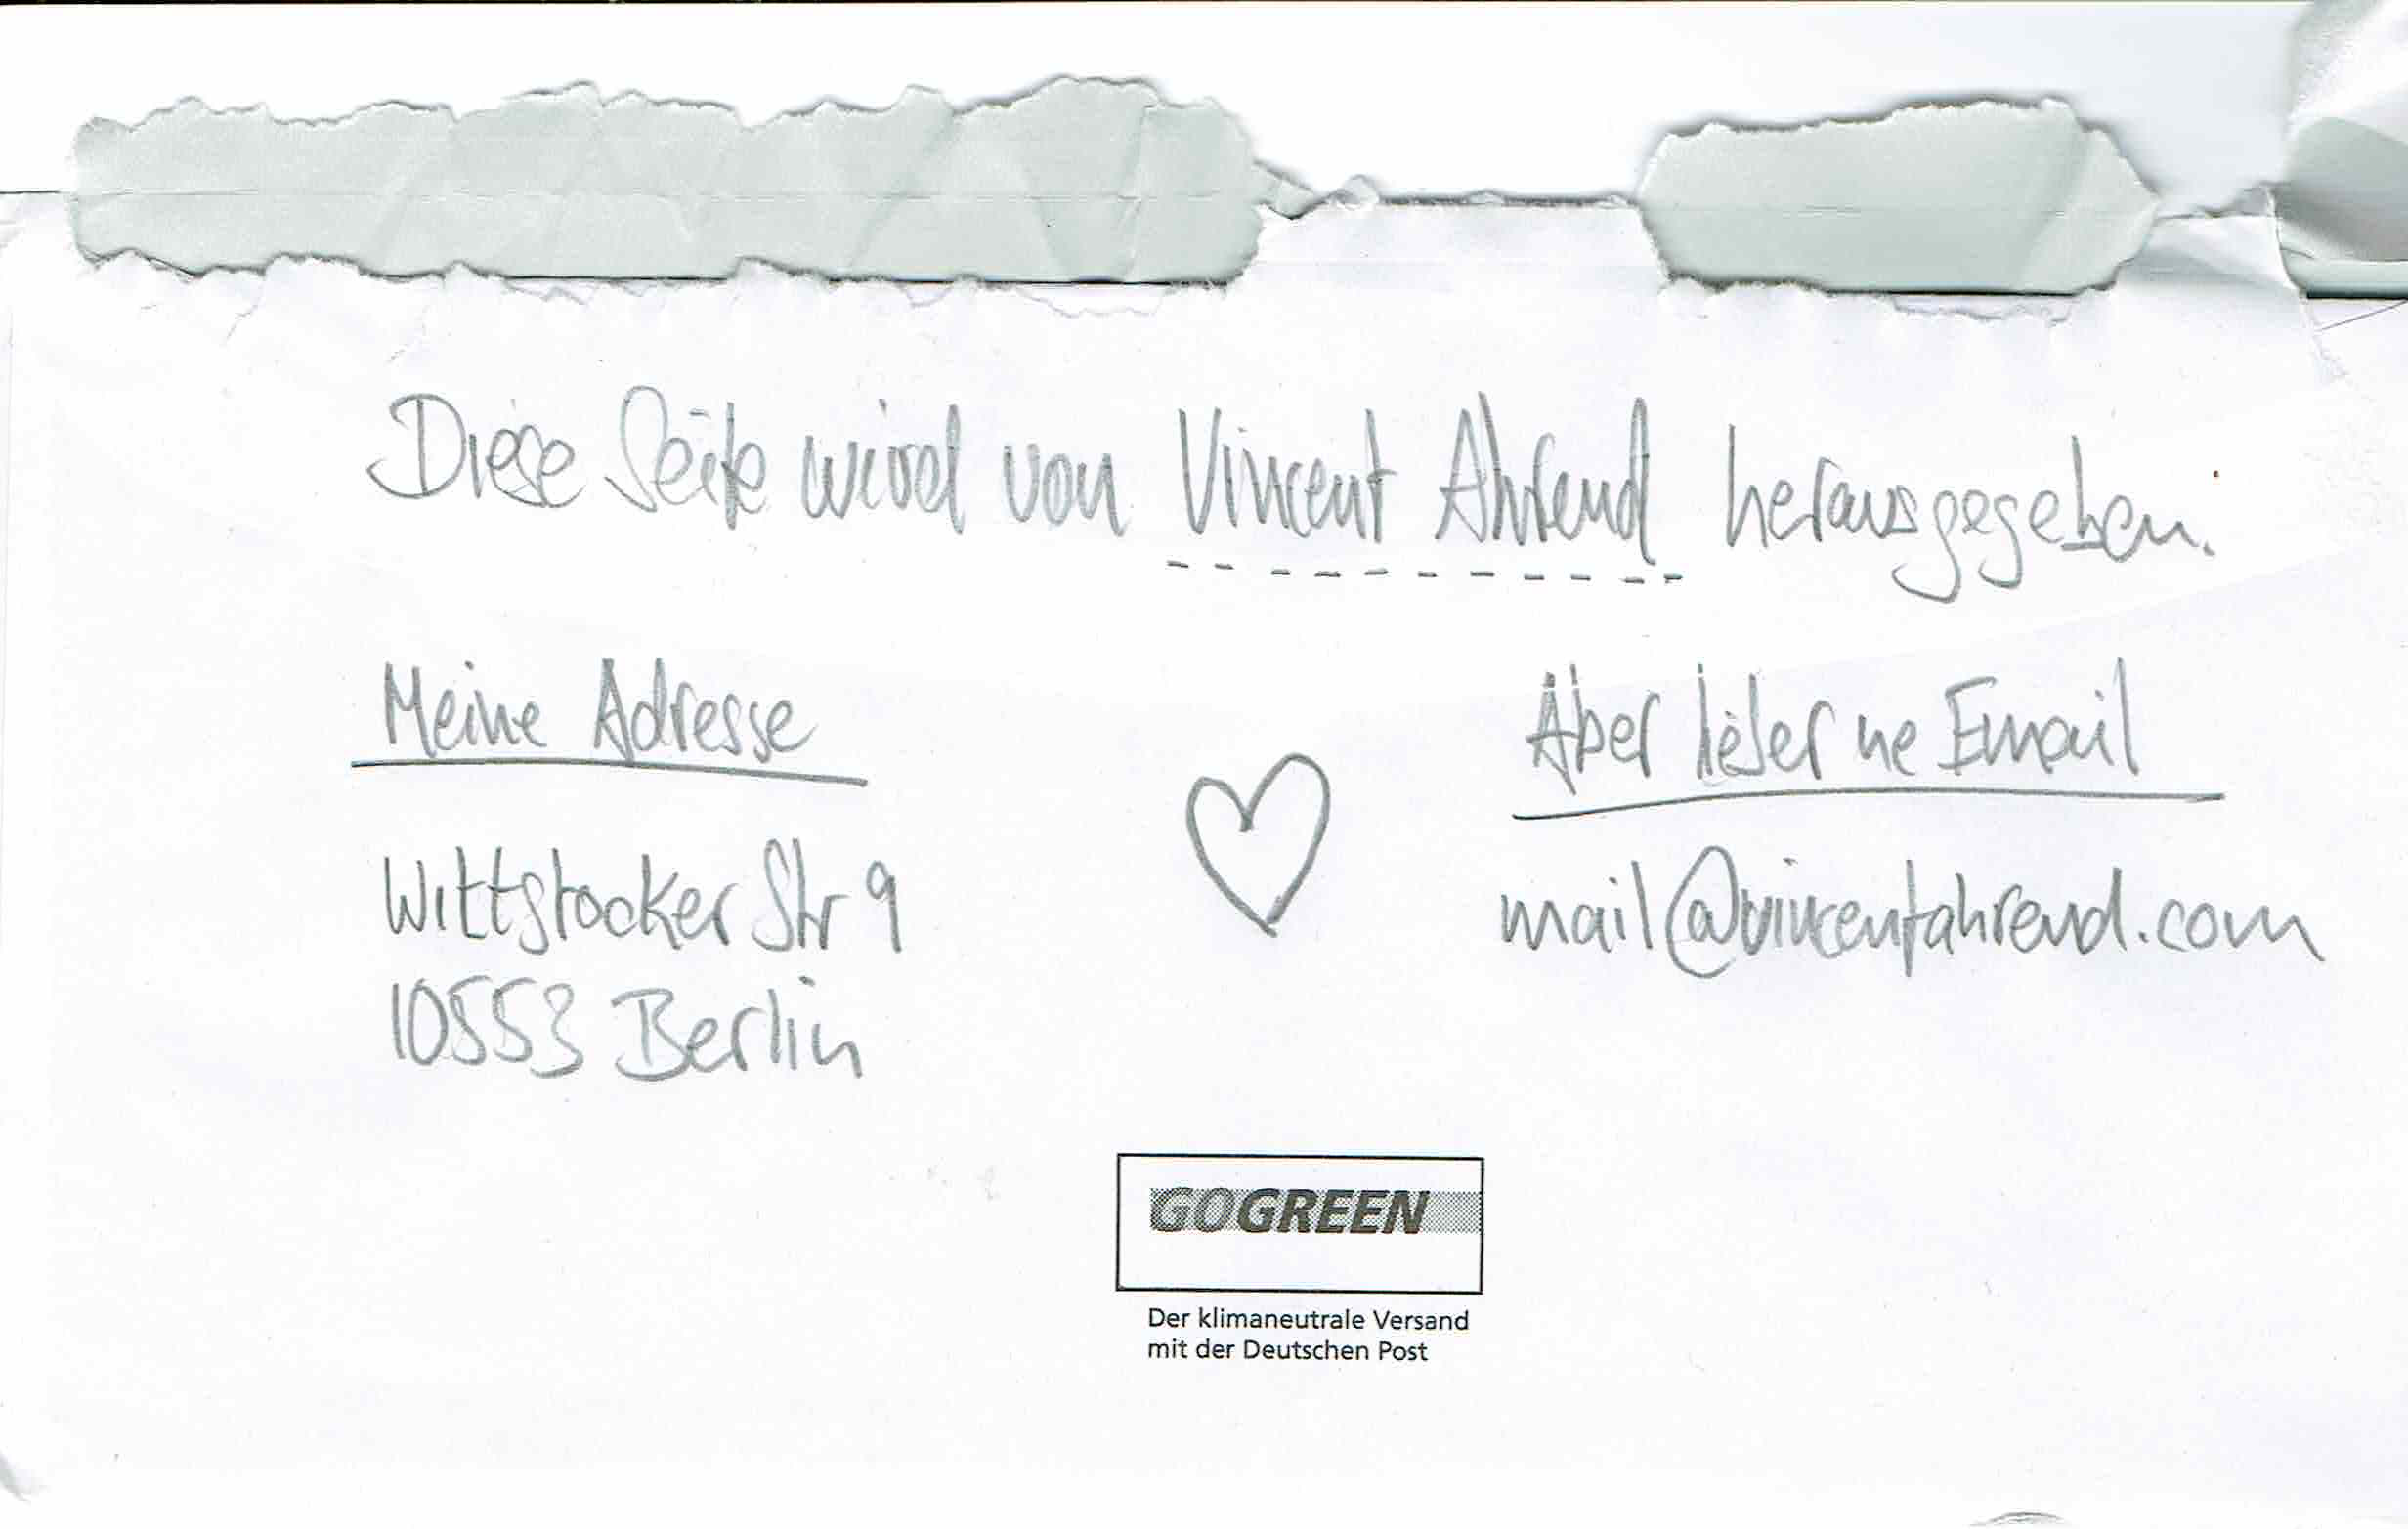 Diese Seite wird von Vincent Ahrend herausgegeben.
Meine Adresse
Wittstocker Str 9
10553 Berlin
Aber lieber ne Email
mail@vincentahrend.com
GOGREEN
Der klimaneutrale Versand
mit der Deutschen Post